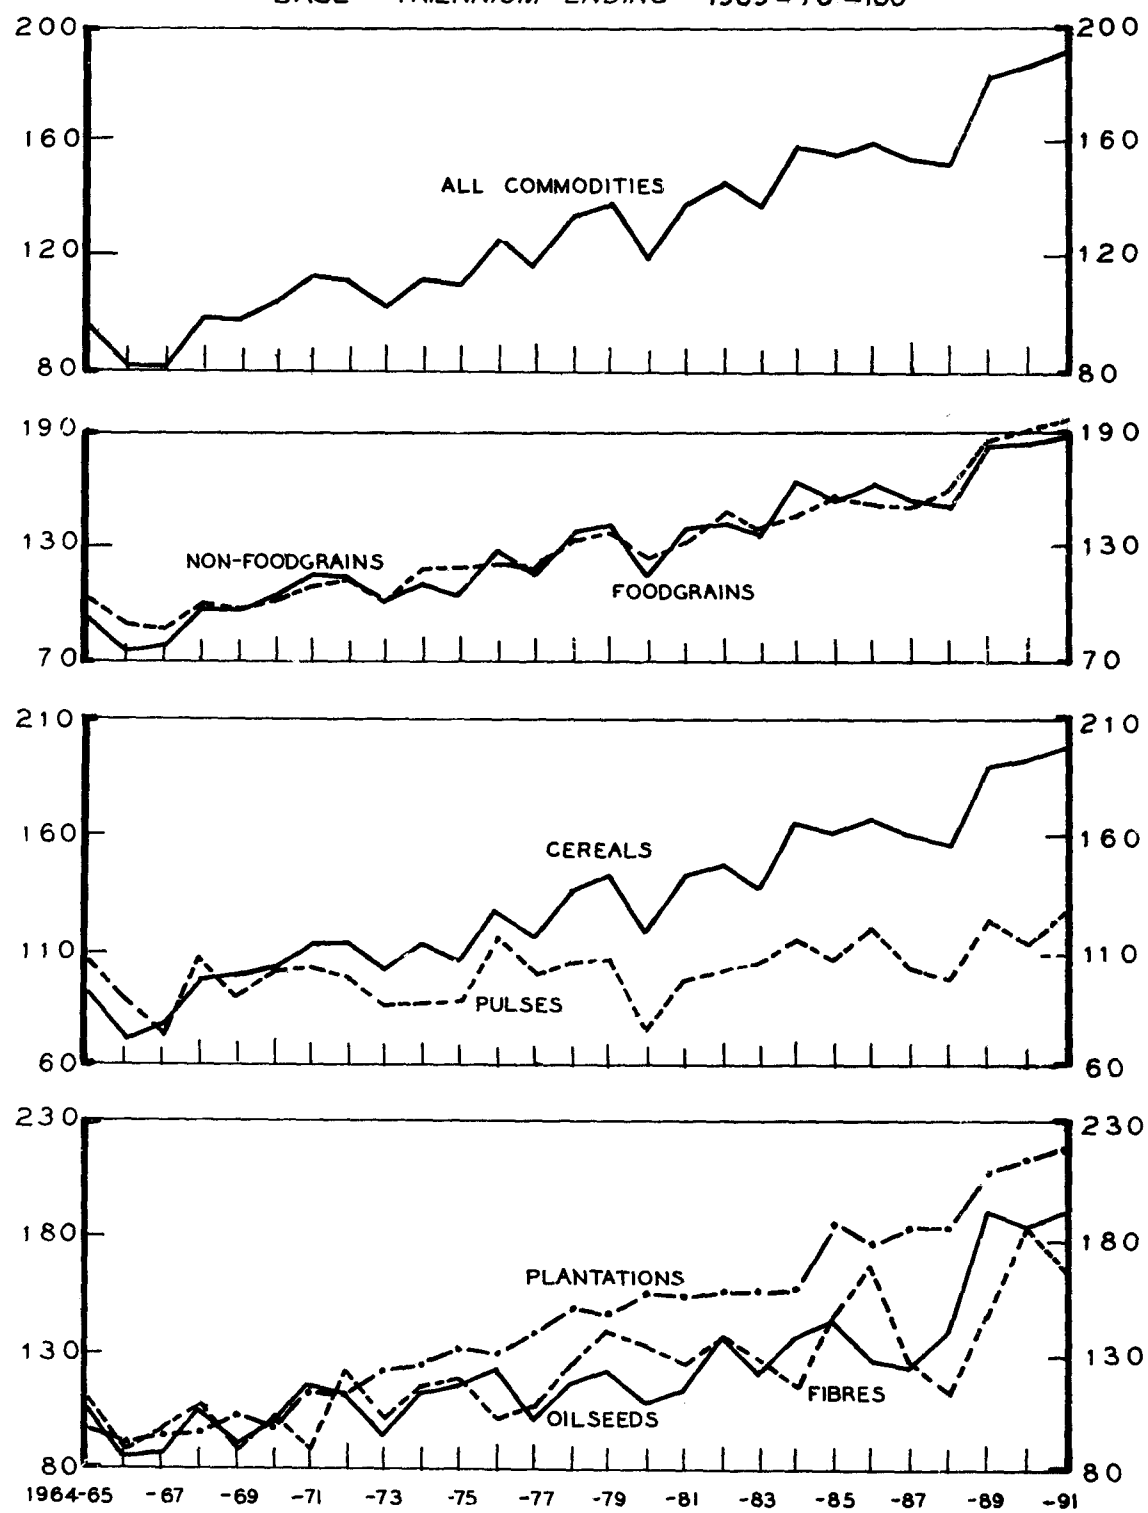 BASE TRIENNIUM ENDING 1969-70=100
200 200
160 160
ALL COMMODITIES
120 120
80 80
190 190
130 130
NON-FOODGRAINS
FOODGRAINS
70 70
210 210
160 160
CEREALS
110 110
PULSES
60 60
230 230
180 180
PLANTATIONS
130 130
FIBRES
OILSEEDS
80 80
1964-65 -67 -69 -71 -73 -75 -77 -79 -81 -83 -85 -87 -89 -91